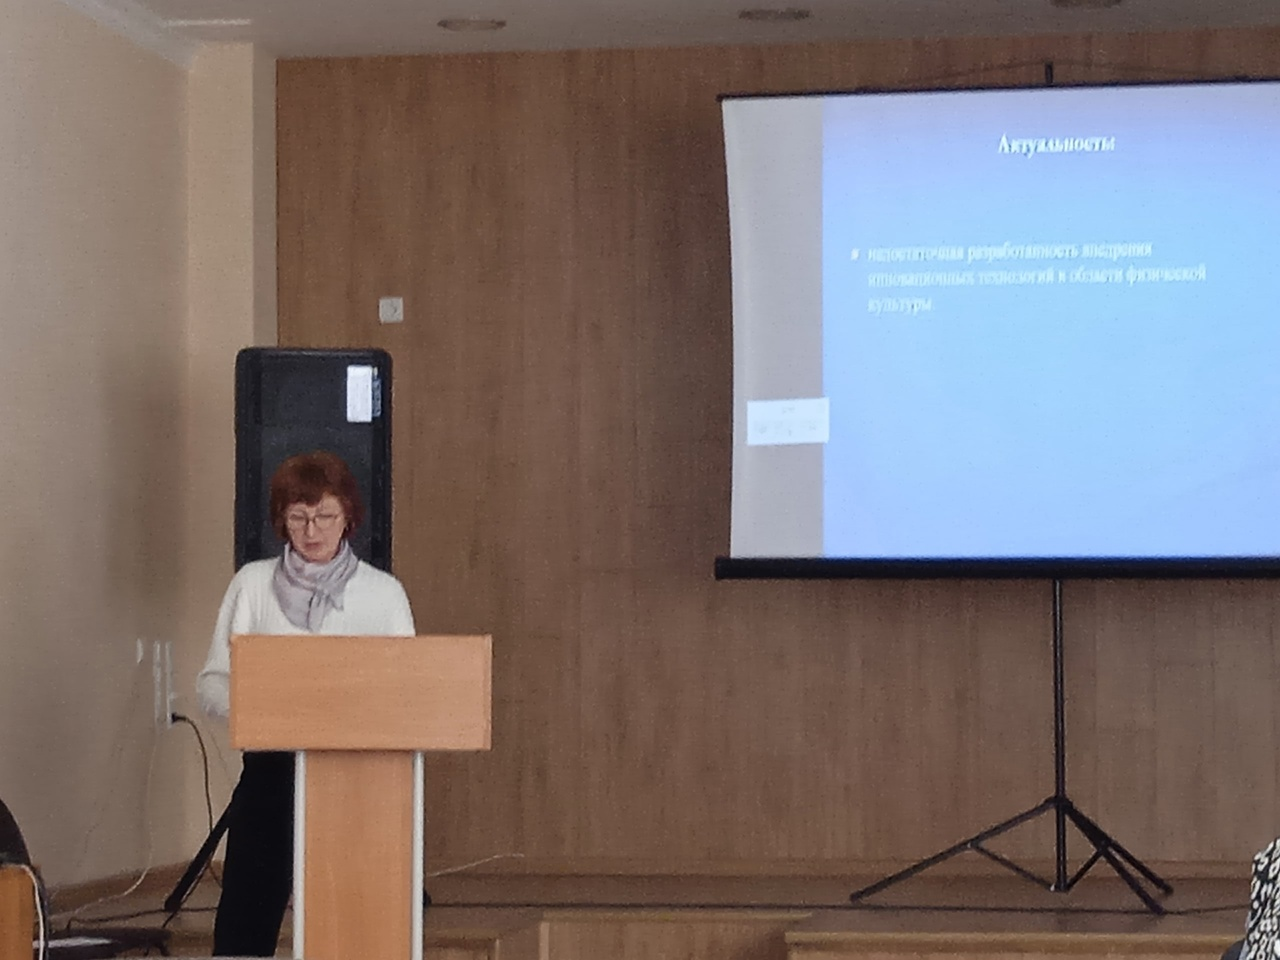 Актуальность
недостаточная разработанность внедрения
инновационных технологий в области физической
культуры